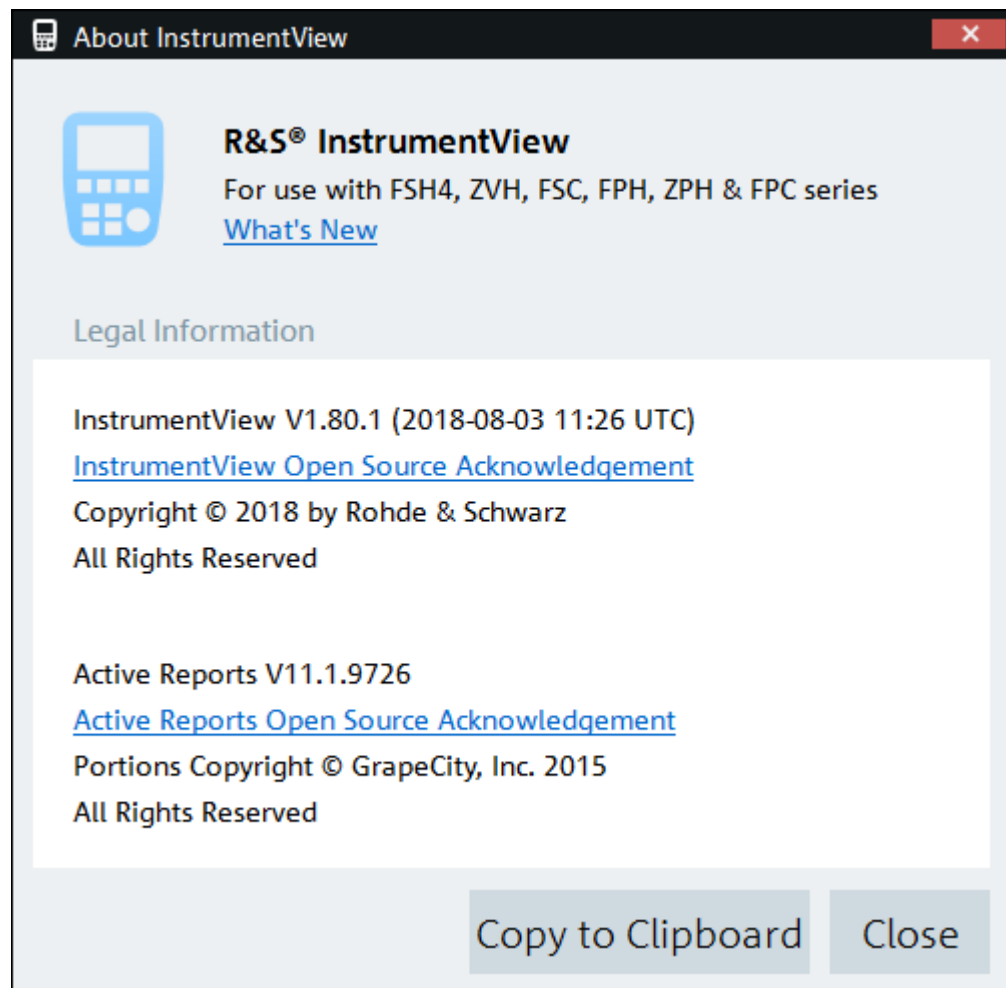 About InstrumentView
R&S® InstrumentView
For use with FSH4, ZVH, FSC, FPH, ZPH & FPC series
What's New
Legal Information
InstrumentView V1.80.1 (2018-08-03 11:26 UTC)
InstrumentView Open Source Acknowledgement
Copyright © 2018 by Rohde & Schwarz
All Rights Reserved
Active Reports V11.1.9726
Active Reports Open Source Acknowledgement
Portions Copyright © GrapeCity, Inc. 2015
All Rights Reserved
Copy to Clipboard Close